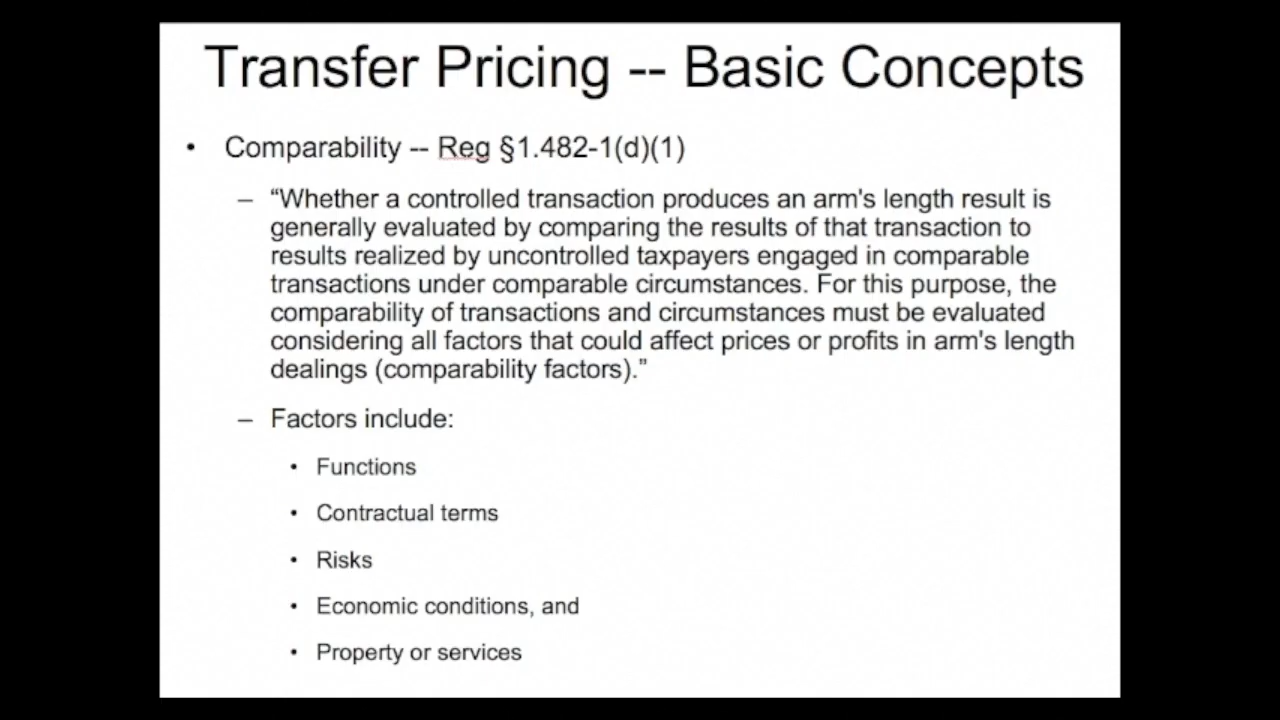 Transfer Pricing -- Basic Concepts
• Comparability -- Reg §1.482-1(d)(1)
– “Whether a controlled transaction produces an arm's length result is
generally evaluated by comparing the results of that transaction to
results realized by uncontrolled taxpayers engaged in comparable
transactions under comparable circumstances. For this purpose, the
comparability of transactions and circumstances must be evaluated
considering all factors that could affect prices or profits in arm's length
dealings (comparability factors).”
– Factors include:
• Functions
• Contractual terms
• Risks
• Economic conditions, and
• Property or services